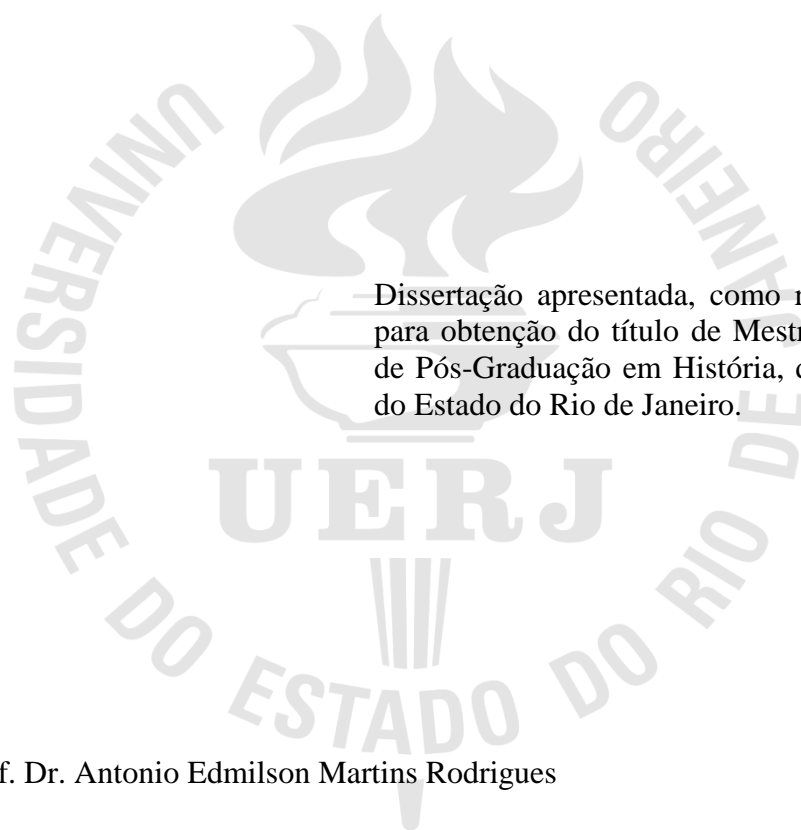 UNIVERSIDADE DO ESTADO DO RIO DE JANEIRO
UERJ
Dissertação apresentada, como
para obtenção do título de
de Pós-Graduação em História,
do Estado do Rio de Janeiro.
Dr. Antonio Edmilson Martins Rodrigues